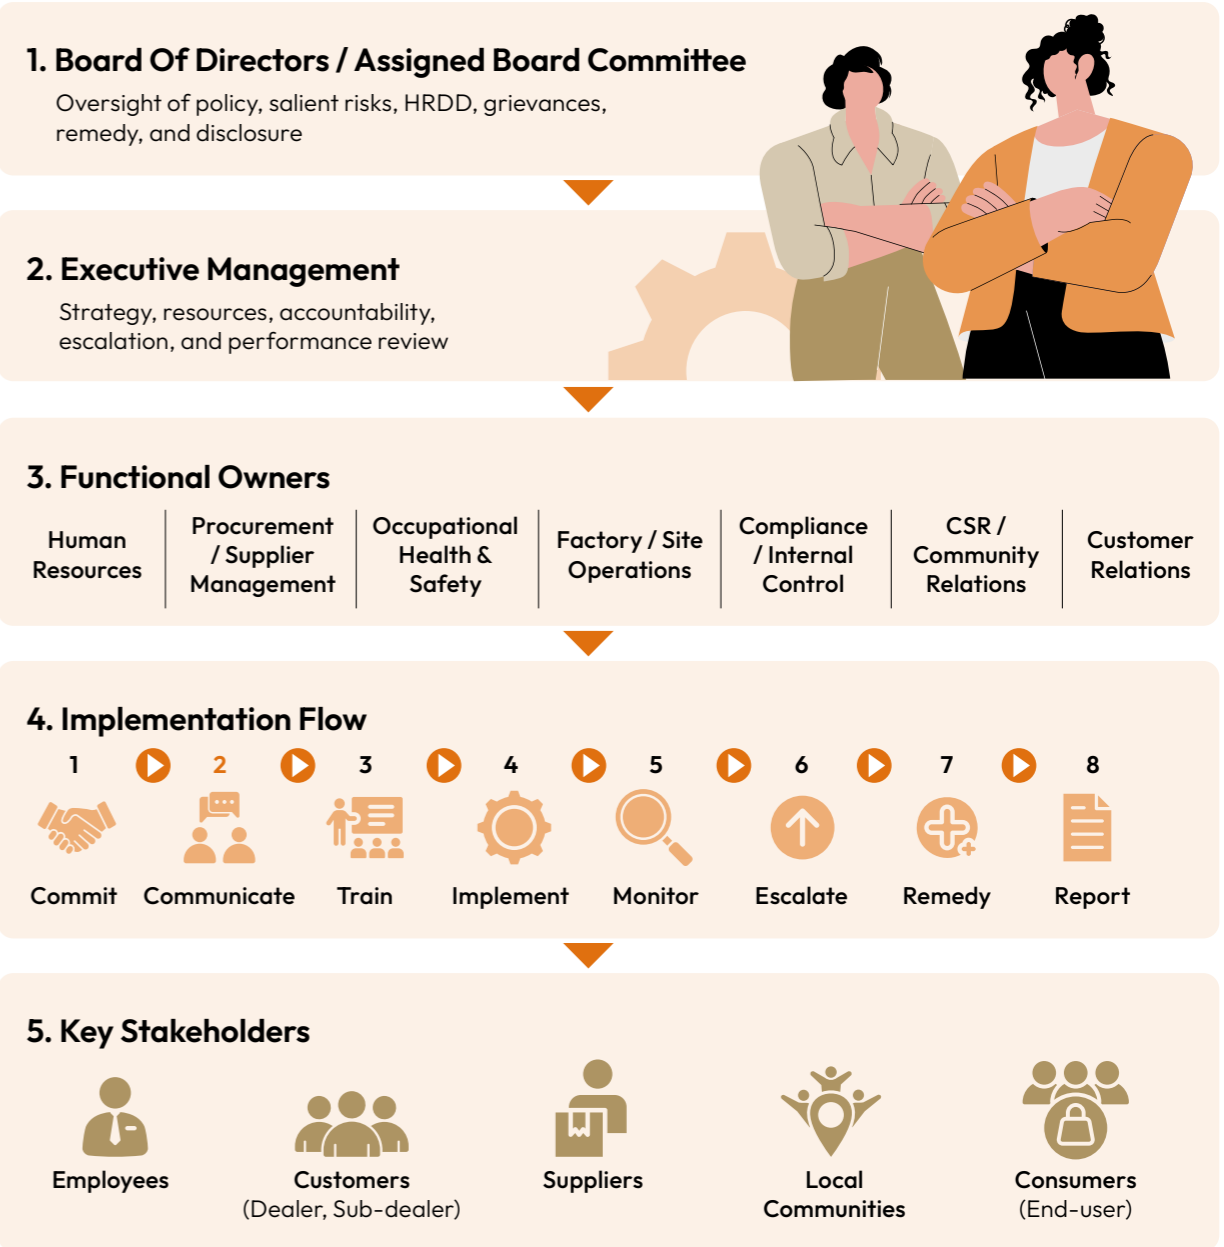 1. Board Of Directors / Assigned Board Committee
Oversight of policy, salient risks, HRDD, grievances,
remedy, and disclosure
2. Executive Management
Strategy, resources, accountability,
escalation, and performance review
3. Functional Owners
Human
Resources
Procurement
/ Supplier
Management
Occupational
Health &
Safety
Factory / Site
Operations
Compliance
/ Internal
Control
CSR /
Community
Relations
Customer
Relations
4. Implementation Flow
1
2
3
4
5
6
7
8
Commit
Communicate
Train
Implement
Monitor
Escalate
Remedy
Report
5. Key Stakeholders
Employees
Customers
(Dealer, Sub-dealer)
Suppliers
Local
Communities
Consumers
(End-user)